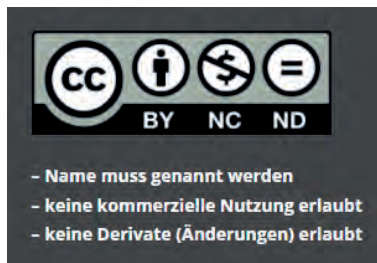 cc
BY NC ND
– Name muss genannt werden
– keine kommerzielle Nutzung erlaubt
– keine Derivate (Änderungen) erlaubt